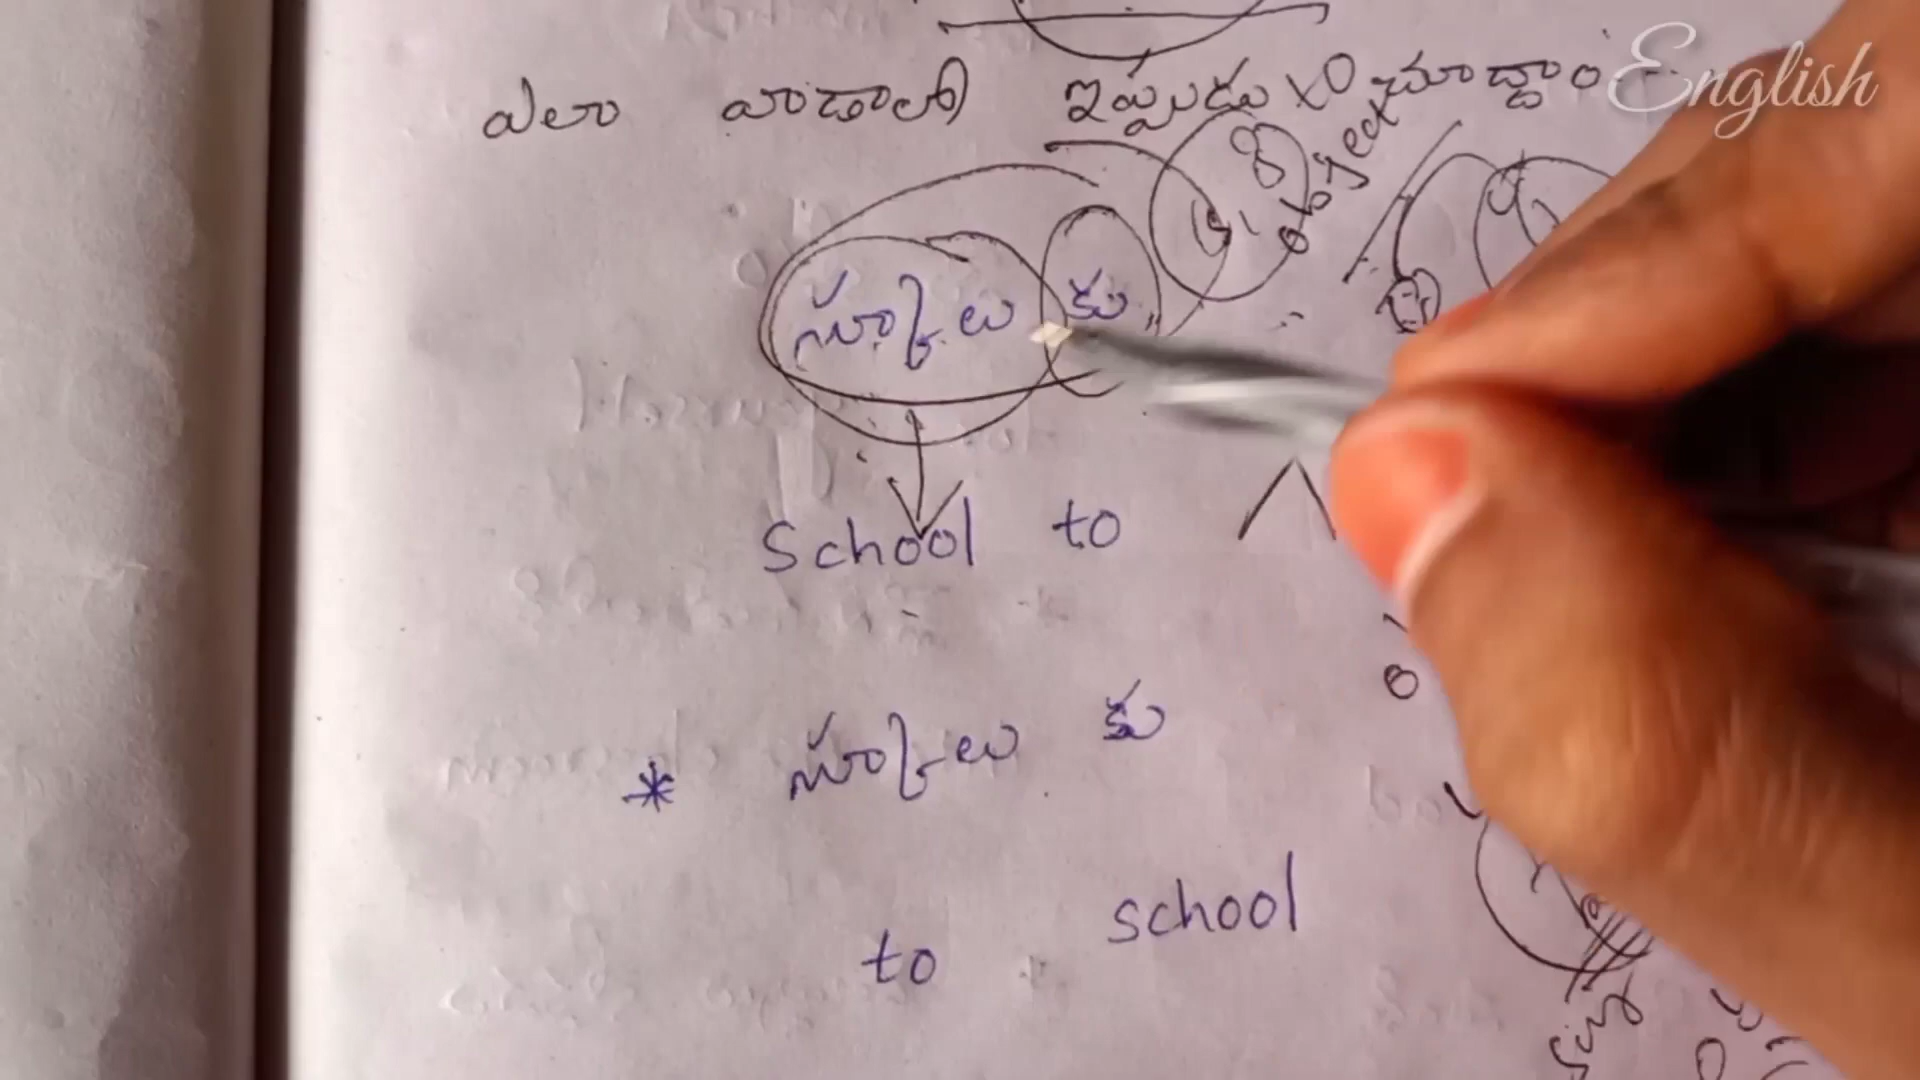 English
ఎలా వాడాలి ఇప్పుడు చూద్దాం
object
స్కూలు కు
School to
* స్కూలు కు
to school